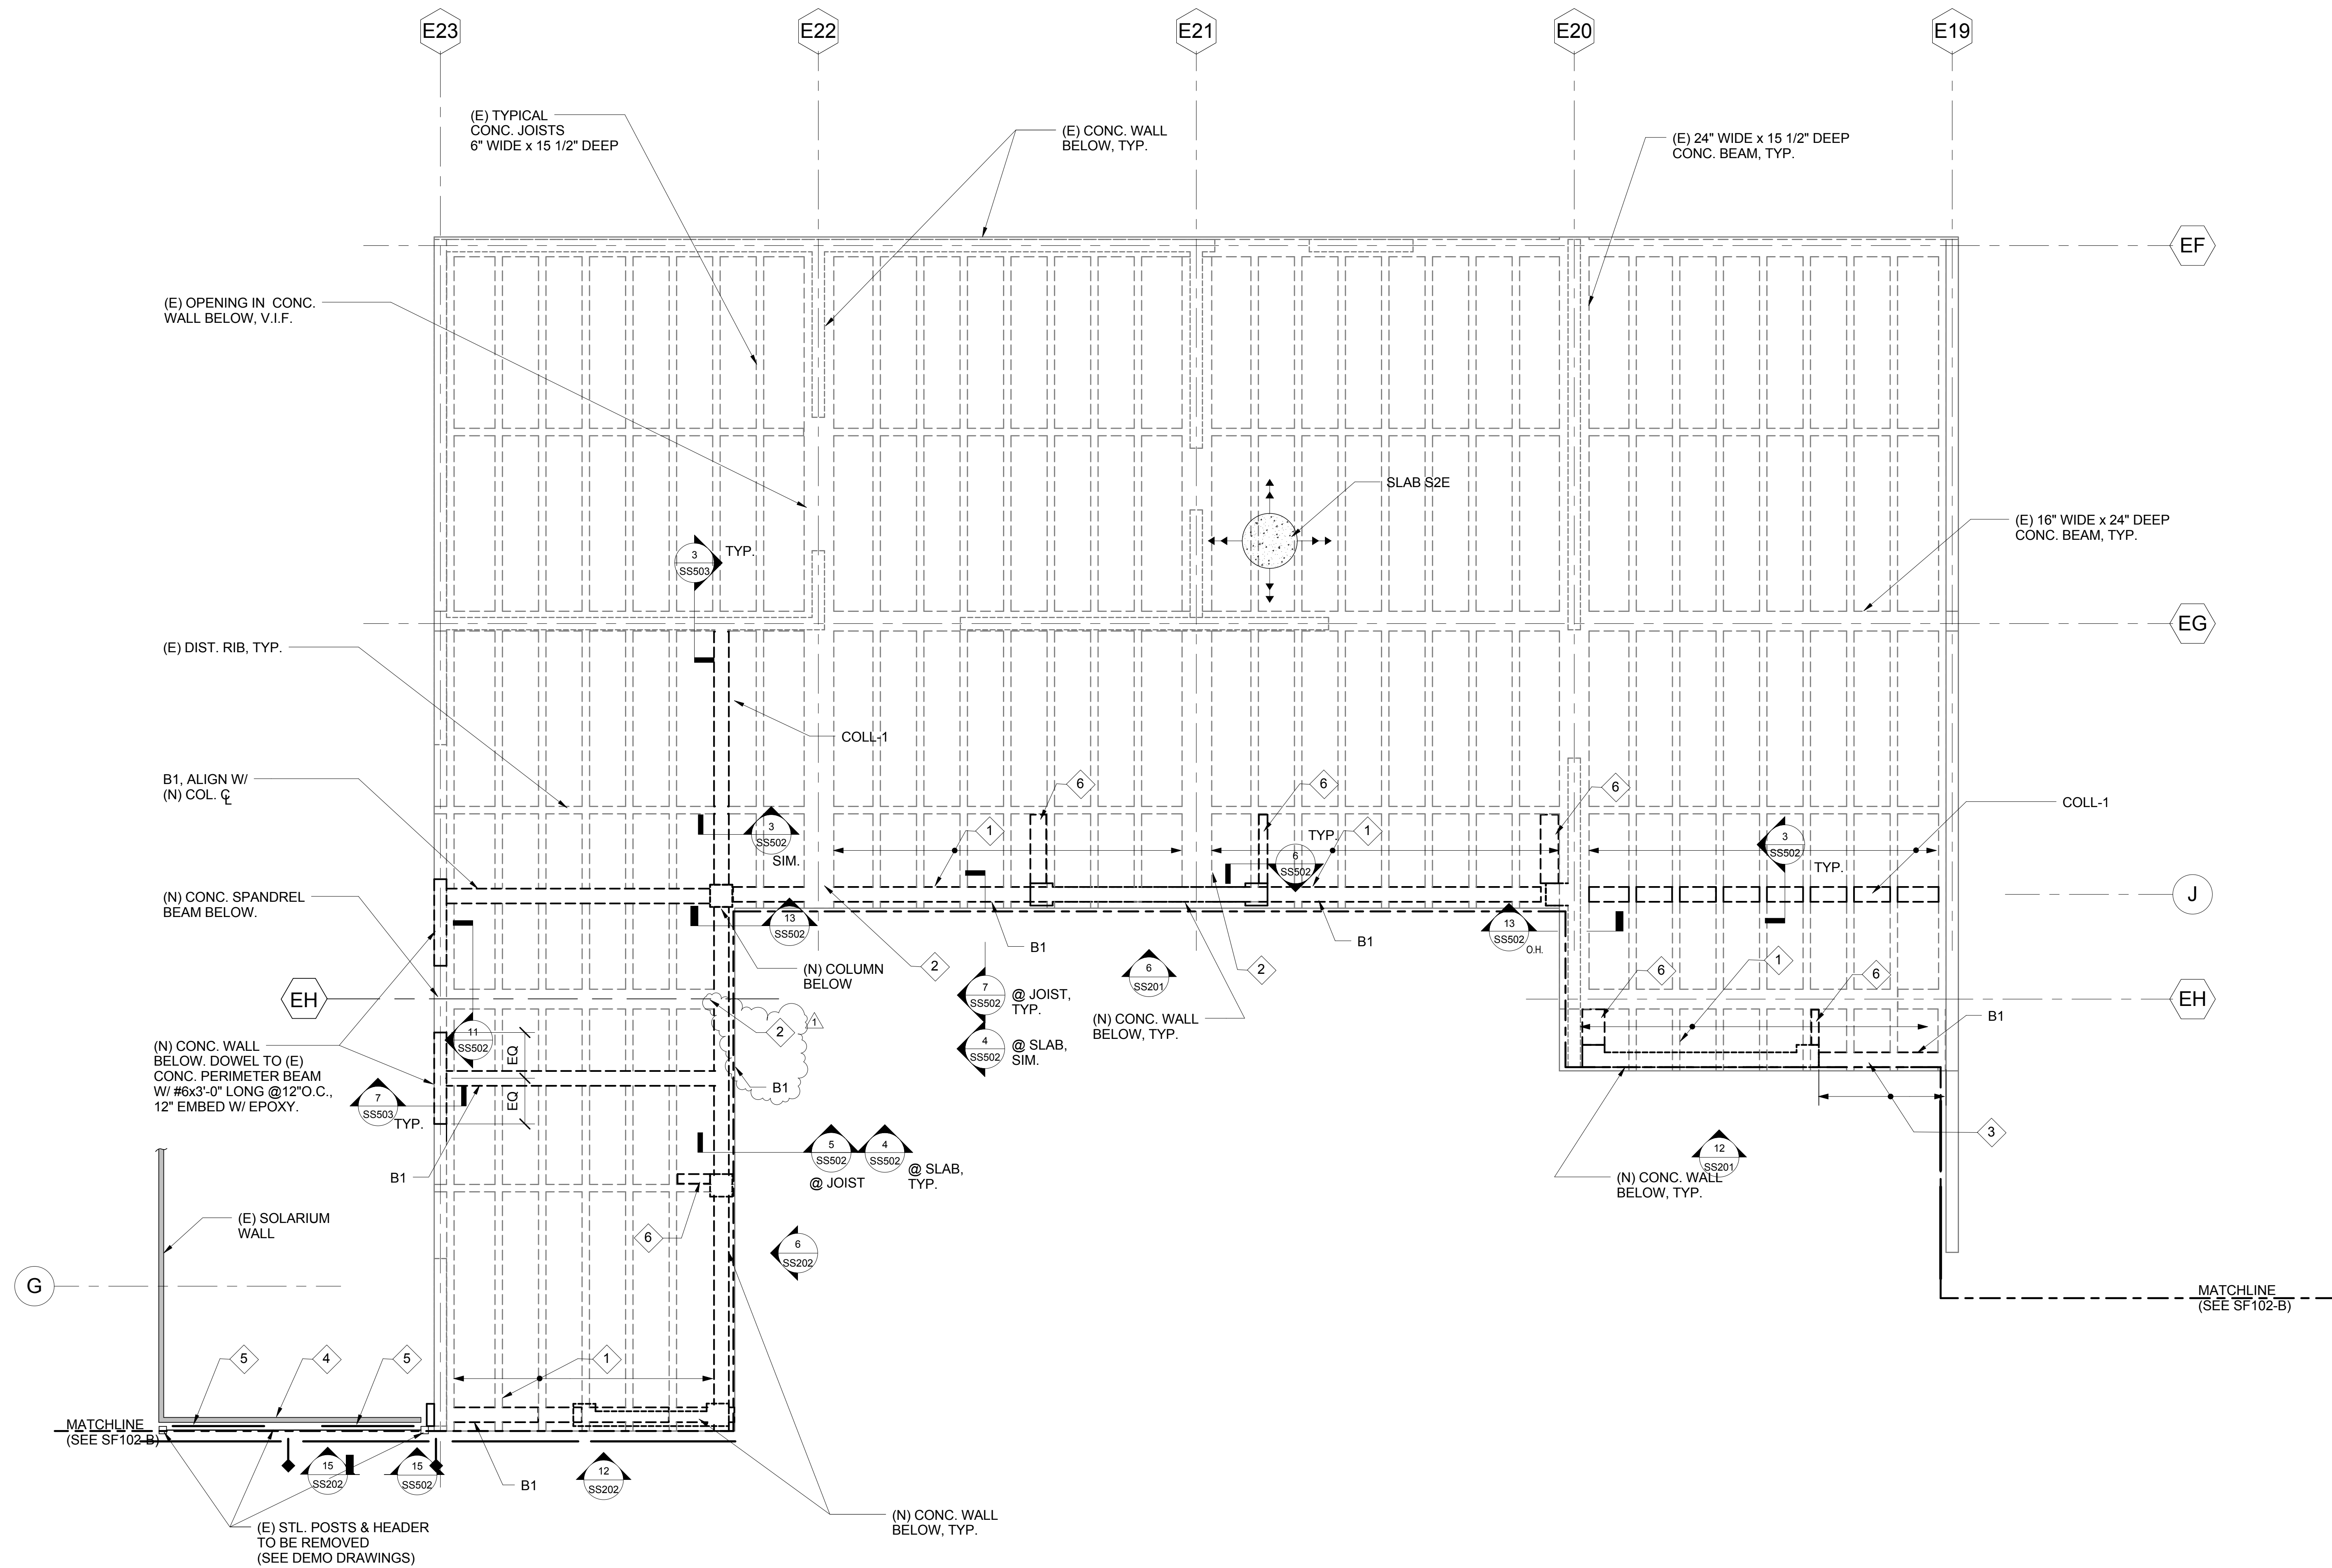 E23
E22
E21
E20
E19
(E) TYPICAL
CONC. JOISTS
6" WIDE x 15 1/2" DEEP
(E) CONC. WALL
BELOW, TYP.
(E) 24" WIDE x 15 1/2" DEEP
CONC. BEAM, TYP.
EF
(E) OPENING IN CONC.
WALL BELOW, V.I.F.
SLAB S2E
(E) 16" WIDE x 24" DEEP
CONC. BEAM, TYP.
3
SS503
TYP.
EG
(E) DIST. RIB, TYP.
COLL-1
B1, ALIGN W/
(N) COL. ℄
6
6
6
COLL-1
3
SS502
SIM.
1
TYP.
1
6
SS502
3
SS502
TYP.
(N) CONC. SPANDREL
BEAM BELOW.
J
13
SS502
B1
B1
13
SS502
O.H.
(N) COLUMN
BELOW
2
6
SS201
2
6
1
6
EH
7
SS502
@ JOIST,
TYP.
EH
2
1
(N) CONC. WALL
BELOW, TYP.
B1
11
SS502
EQ
EQ
4
SS502
@ SLAB,
SIM.
(N) CONC. WALL
BELOW. DOWEL TO (E)
CONC. PERIMETER BEAM
W/ #6x3'-0" LONG @12"O.C.,
12" EMBED W/ EPOXY.
B1
7
SS503
TYP.
3
5
SS502
@ JOIST
4
SS502
@ SLAB,
TYP.
12
SS201
B1
(N) CONC. WALL
BELOW, TYP.
(E) SOLARIUM
WALL
6
6
SS202
G
MATCHLINE
(SEE SF102-B)
5
4
5
1
MATCHLINE
(SEE SF102-B)
15
SS202
15
SS502
B1
12
SS202
(N) CONC. WALL
BELOW, TYP.
(E) STL. POSTS & HEADER
TO BE REMOVED
(SEE DEMO DRAWINGS)